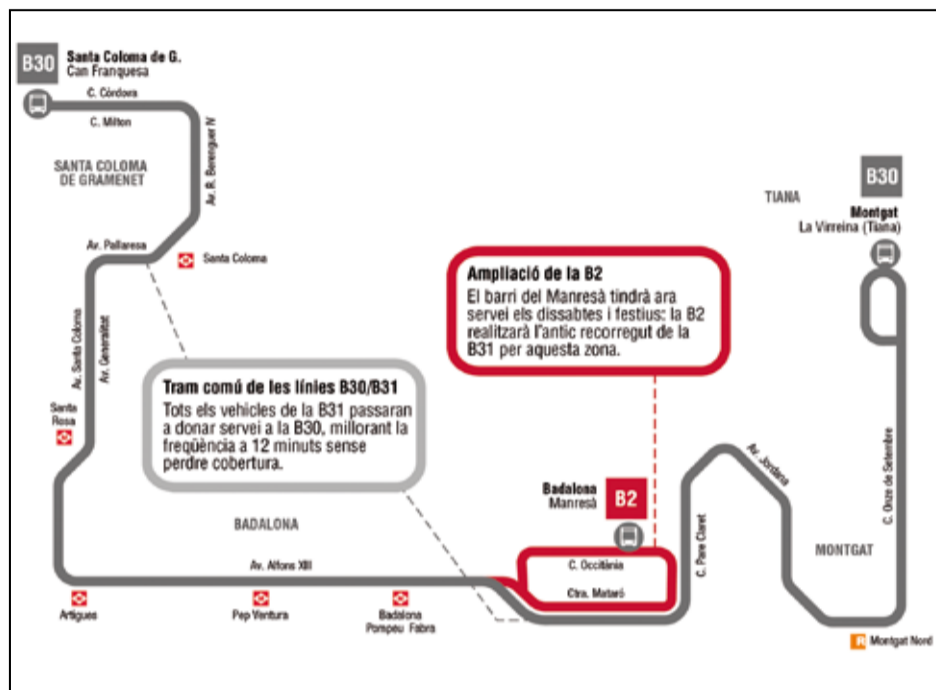 B30
Santa Coloma de G.
Can Franquesa
C. Còrdova
C. Milton
Av. R. Berenguer IV
SANTA COLOMA
DE GRAMENET
Av. Pallaresa
Santa Coloma
Av. Santa Coloma
Av. Generalitat
Santa
Rosa
TIANA
B30
Montgat
La Virreina (Tiana)
Ampliació de la B2
El barri del Manresà tindrà ara
servei els dissabtes i festius: la B2
realitzarà l'antic recorregut de la
B31 per aquesta zona.
Tram comú de les línies B30/B31
Tots els vehicles de la B31 passaran
a donar servei a la B30, millorant la
freqüència a 12 minuts sense
perdre cobertura.
Badalona
Manresà
B2
BADALONA
Av. Alfons XIII
C. Occitània
Ctra. Mataró
C. Pare Claret
Av. Jordana
C. Onze de Setembre
MONTGAT
Artigues
Pep Ventura
Badalona
Pompeu Fabra
R Montgat Nord